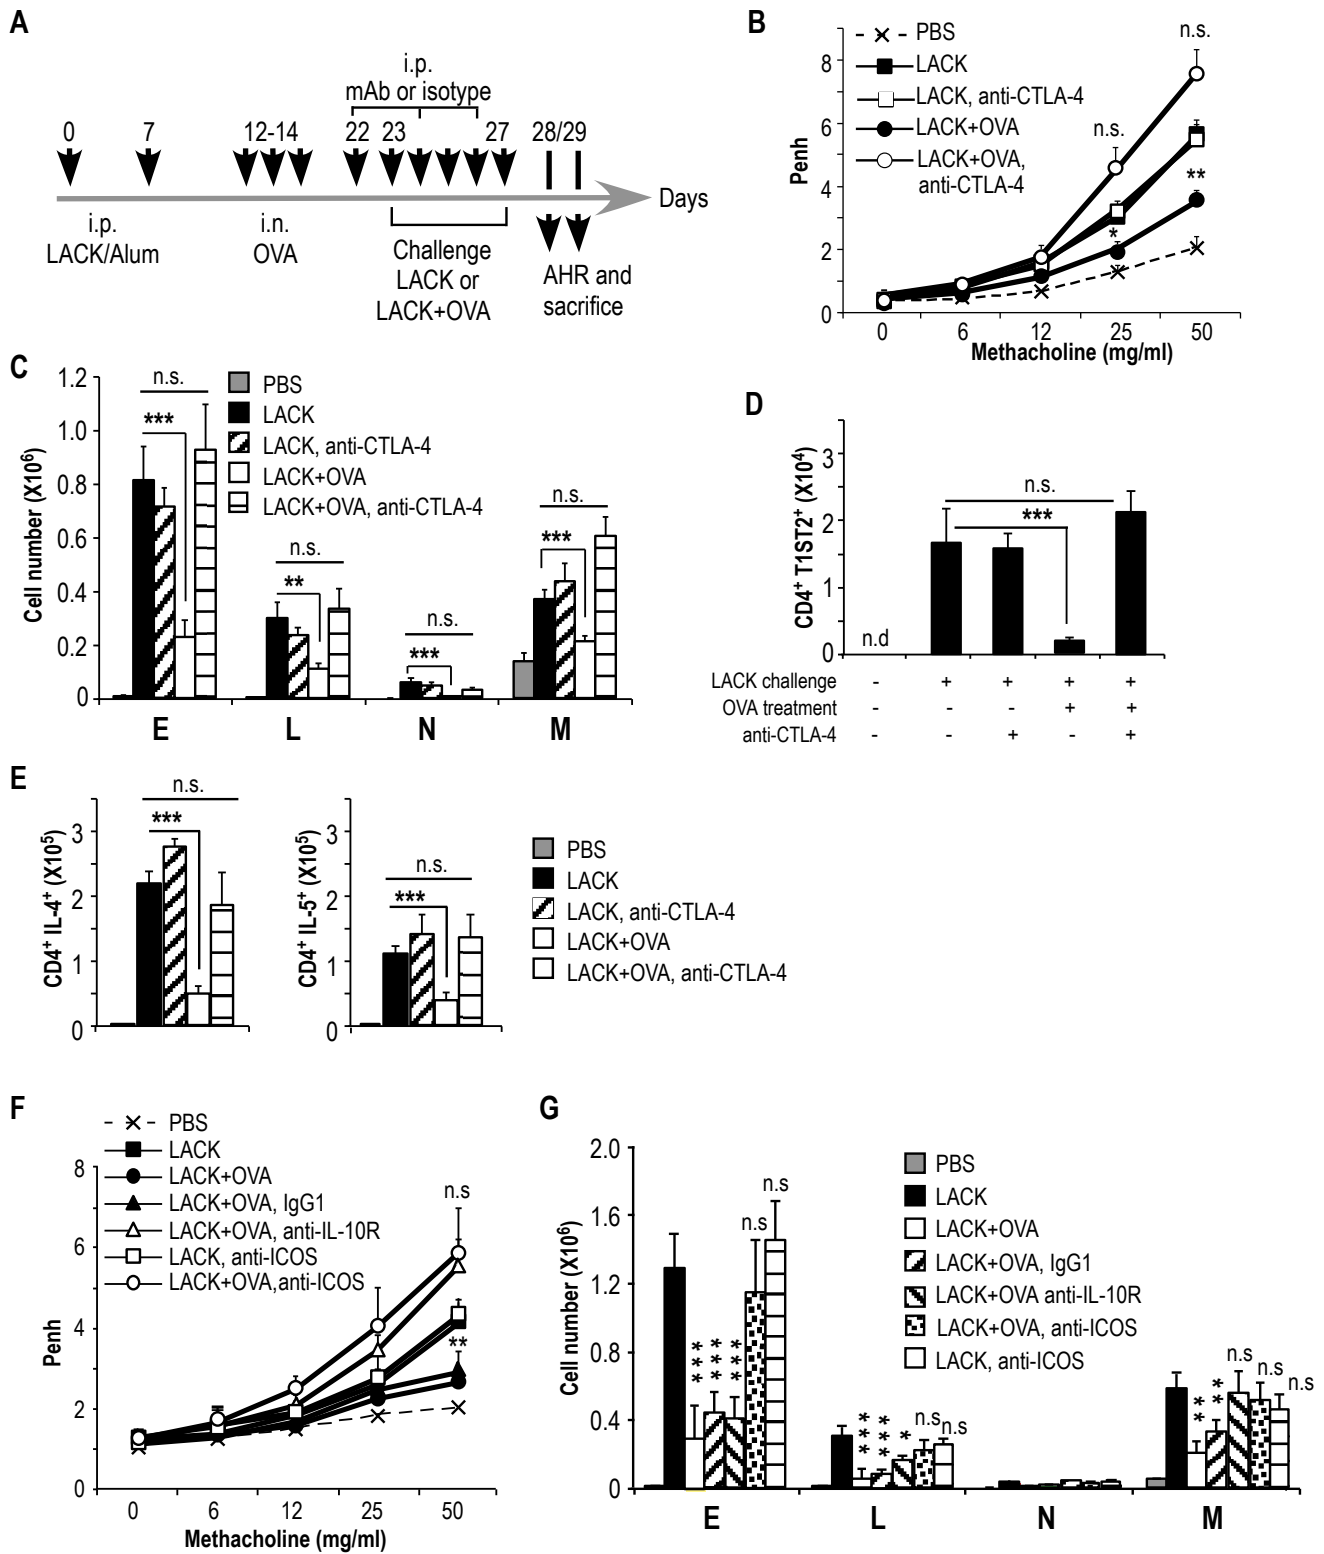 A
i.p.
mAb or isotype
0 7 12-14 22 23 27 28/29
Days
i.p.
LACK/Alum
i.n.
OVA
Challenge
LACK or
LACK+OVA
AHR and
sacrifice
B
PBS
LACK
LACK, anti-CTLA-4
LACK+OVA
LACK+OVA,
anti-CTLA-4
n.s.
n.s.
**
*
Penh
8
6
4
2
0
0 6 12 25 50
Methacholine (mg/ml)
C
PBS
LACK
LACK, anti-CTLA-4
LACK+OVA
LACK+OVA, anti-CTLA-4
Cell number (X10⁶)
1.2
1.0
0.8
0.6
0.4
0.2
0
n.s.
***
n.s.
**
n.s.
***
n.s.
***
E L N M
D
CD4⁺ T1ST2⁺ (X10⁴)
3
2
1
0
n.s.
***
n.d
LACK challenge - + + + +
OVA treatment - - - + +
anti-CTLA-4 - - + - +
E
CD4⁺ IL-4⁺ (X10⁵)
3
2
1
0
n.s.
***
CD4⁺ IL-5⁺ (X10⁵)
3
2
1
0
n.s.
***
PBS
LACK
LACK, anti-CTLA-4
LACK+OVA
LACK+OVA, anti-CTLA-4
F
PBS
LACK
LACK+OVA
LACK+OVA, IgG1
LACK+OVA, anti-IL-10R
LACK, anti-ICOS
LACK+OVA,anti-ICOS
n.s
**
Penh
8
6
4
2
0
0 6 12 25 50
Methacholine (mg/ml)
G
PBS
LACK
LACK+OVA
LACK+OVA, IgG1
LACK+OVA anti-IL-10R
LACK+OVA, anti-ICOS
LACK, anti-ICOS
Cell number (X10⁶)
2.0
1.6
1.2
0.8
0.4
0
*** *** *** n.s n.s
*** *** * n.s n.s
** ** n.s n.s n.s
E L N M